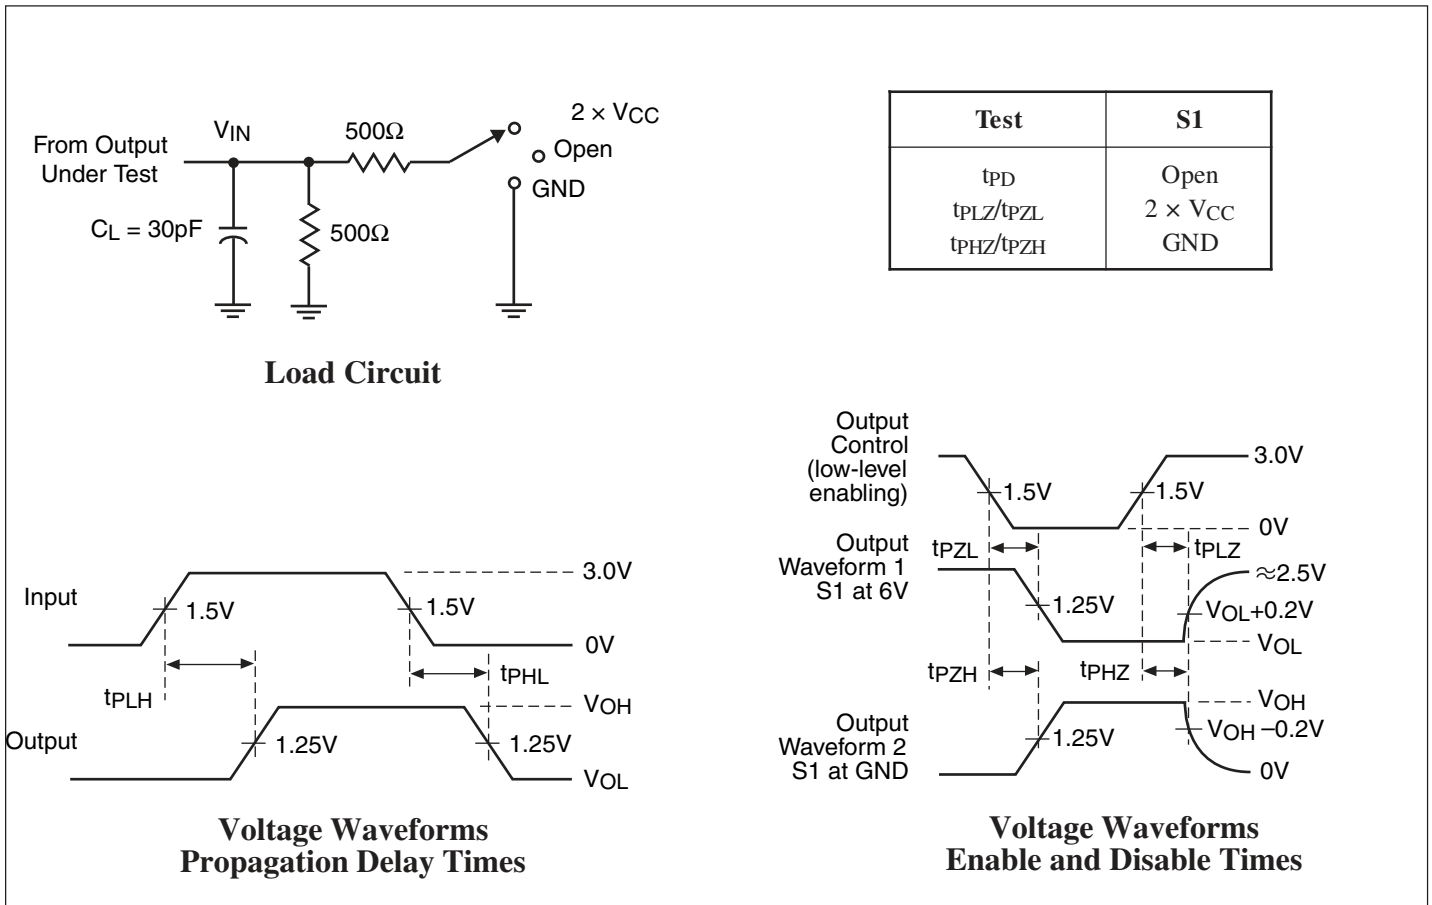 From Output
Under Test
VIN
500Ω
2 × VCC
Open
GND
CL = 30pF
500Ω
Load Circuit
Test S1
tPD Open
tPLZ/tPZL 2 × VCC
tPHZ/tPZH GND
Input
1.5V
1.5V
3.0V
0V
tPLH
tPHL
Output
1.25V
1.25V
VOH
VOL
Voltage Waveforms
Propagation Delay Times
Output
Control
(low-level
enabling)
1.5V
1.5V
3.0V
0V
tPZL
tPLZ
Output
Waveform 1
S1 at 6V
1.25V
≈2.5V
VOL+0.2V
VOL
tPZH
tPHZ
Output
Waveform 2
S1 at GND
1.25V
VOH
VOH –0.2V
0V
Voltage Waveforms
Enable and Disable Times